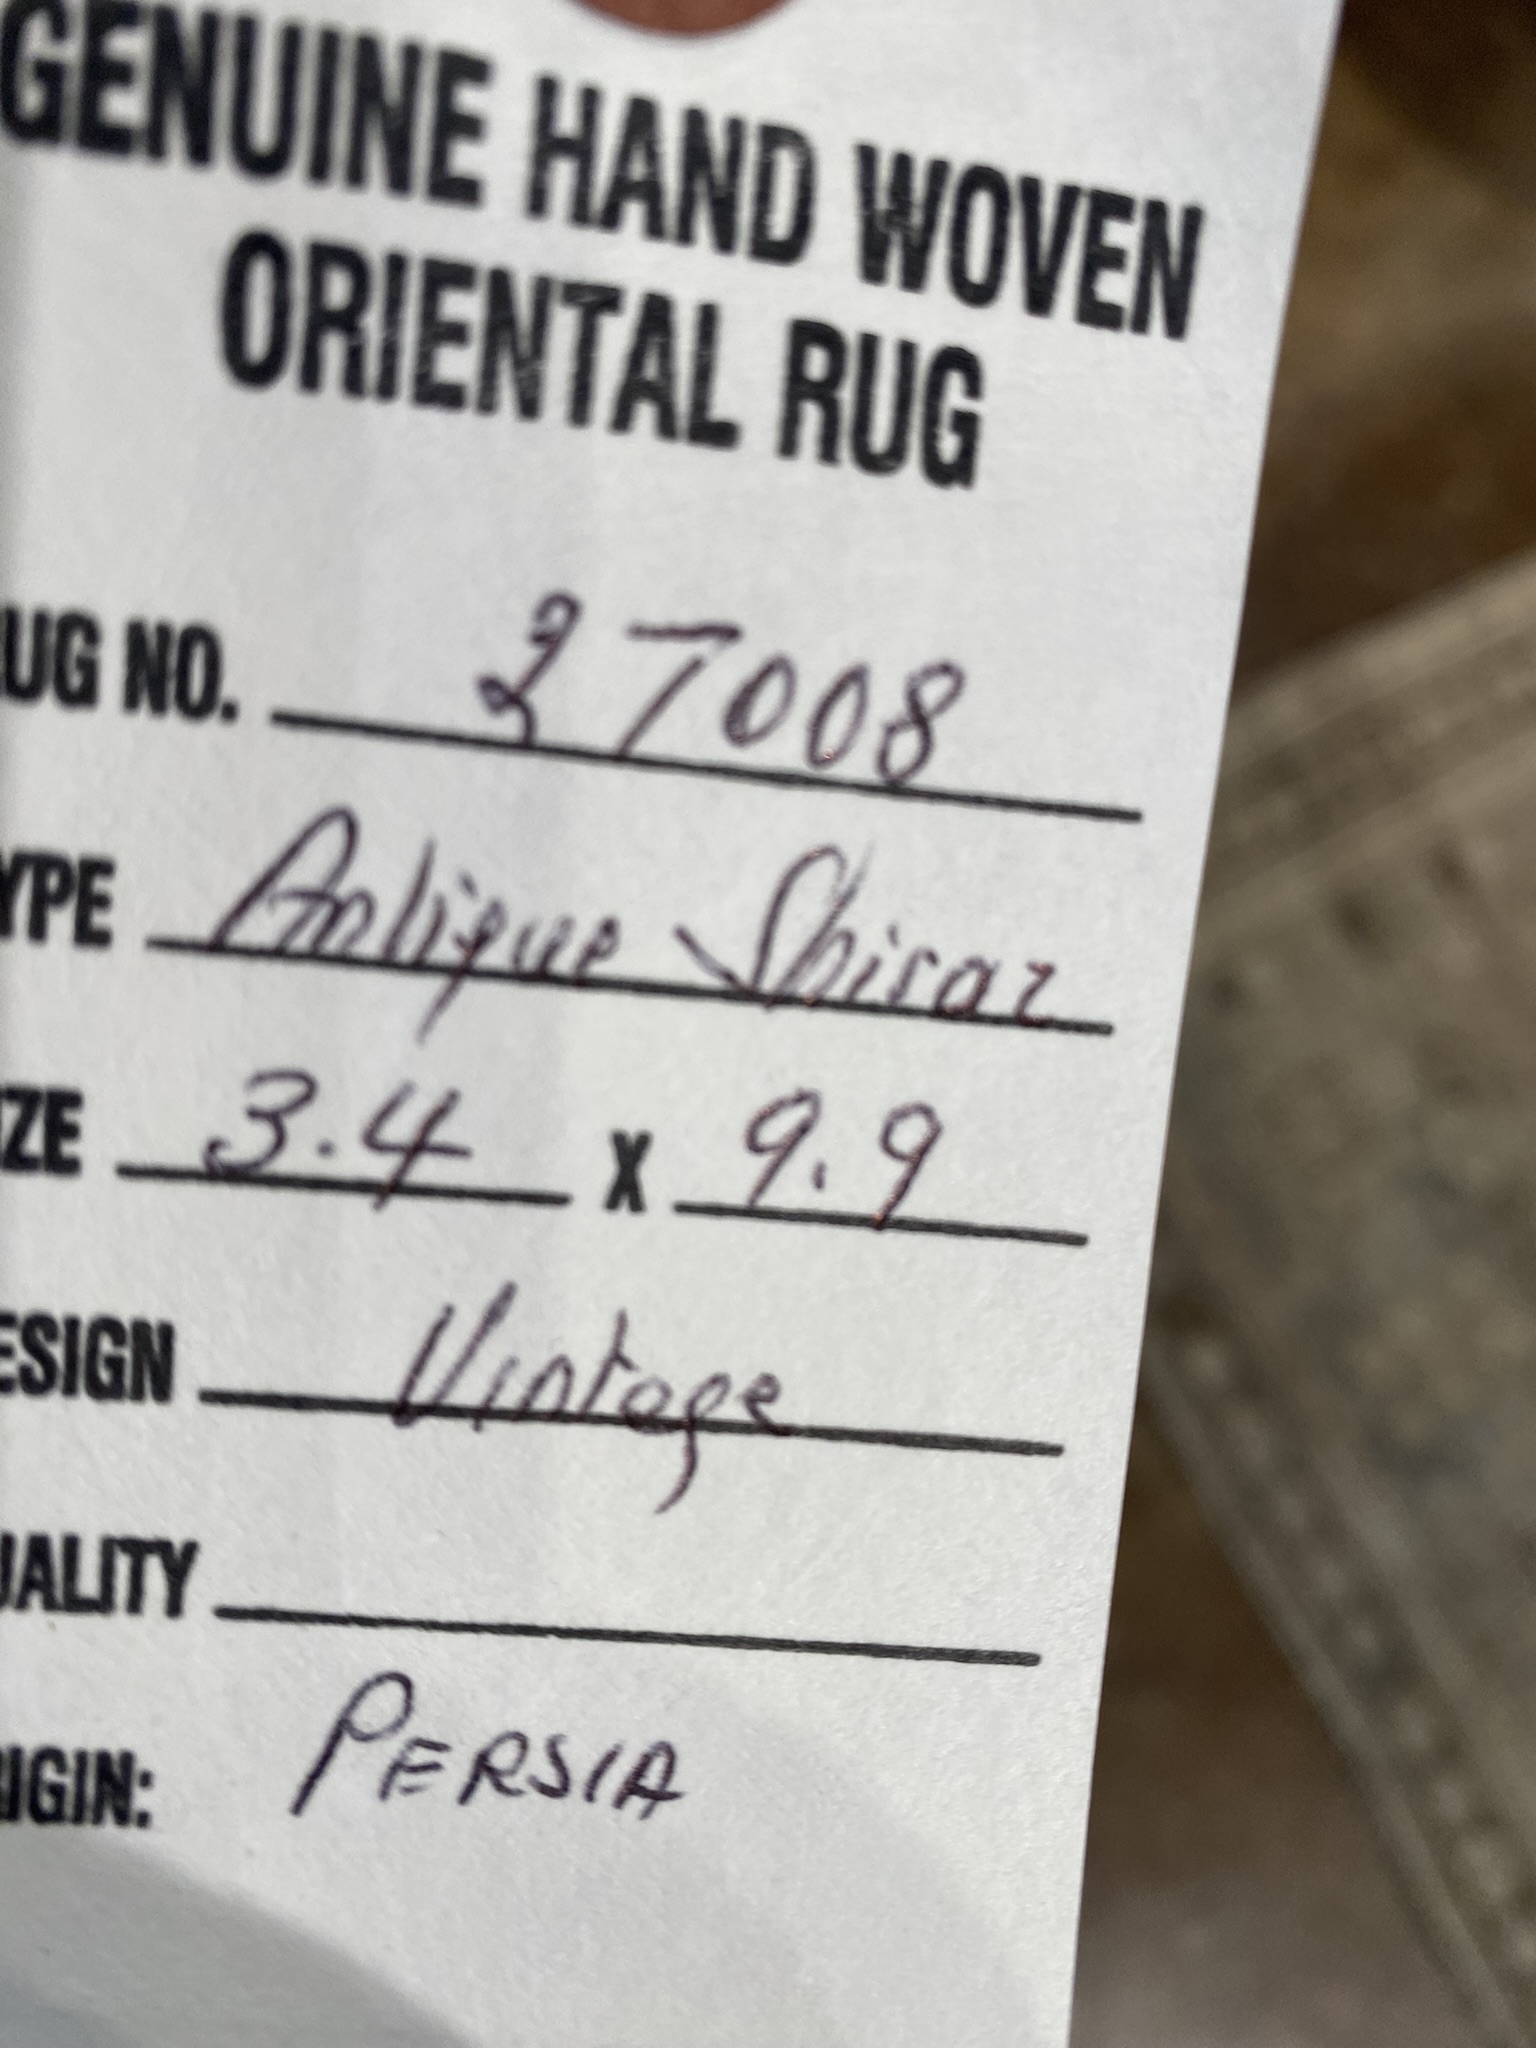 GENUINE HAND WOVEN
ORIENTAL RUG
UG NO. 27008
YPE Antique Shiraz
IZE 3.4 X 9.9
ESIGN Vintage
UALITY
IGIN: PERSIA